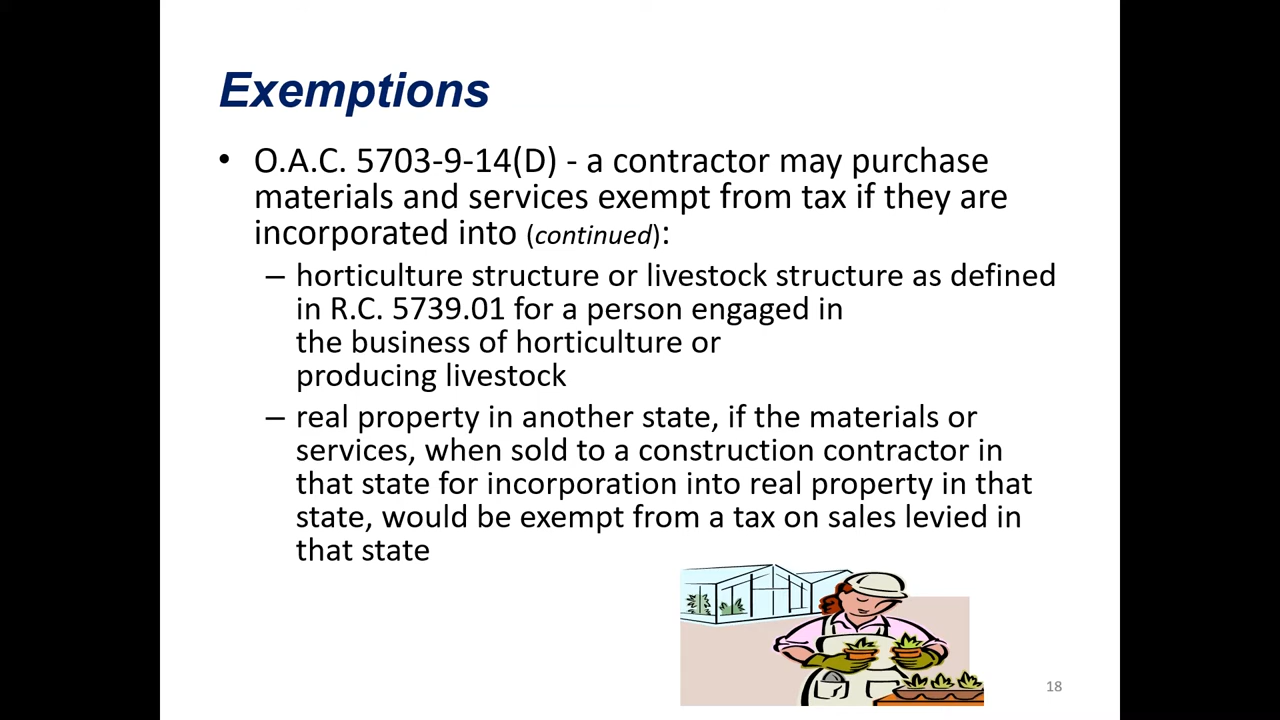 Exemptions
• O.A.C. 5703-9-14(D) - a contractor may purchase
materials and services exempt from tax if they are
incorporated into (continued):
– horticulture structure or livestock structure as defined
in R.C. 5739.01 for a person engaged in
the business of horticulture or
producing livestock
– real property in another state, if the materials or
services, when sold to a construction contractor in
that state for incorporation into real property in that
state, would be exempt from a tax on sales levied in
that state
18